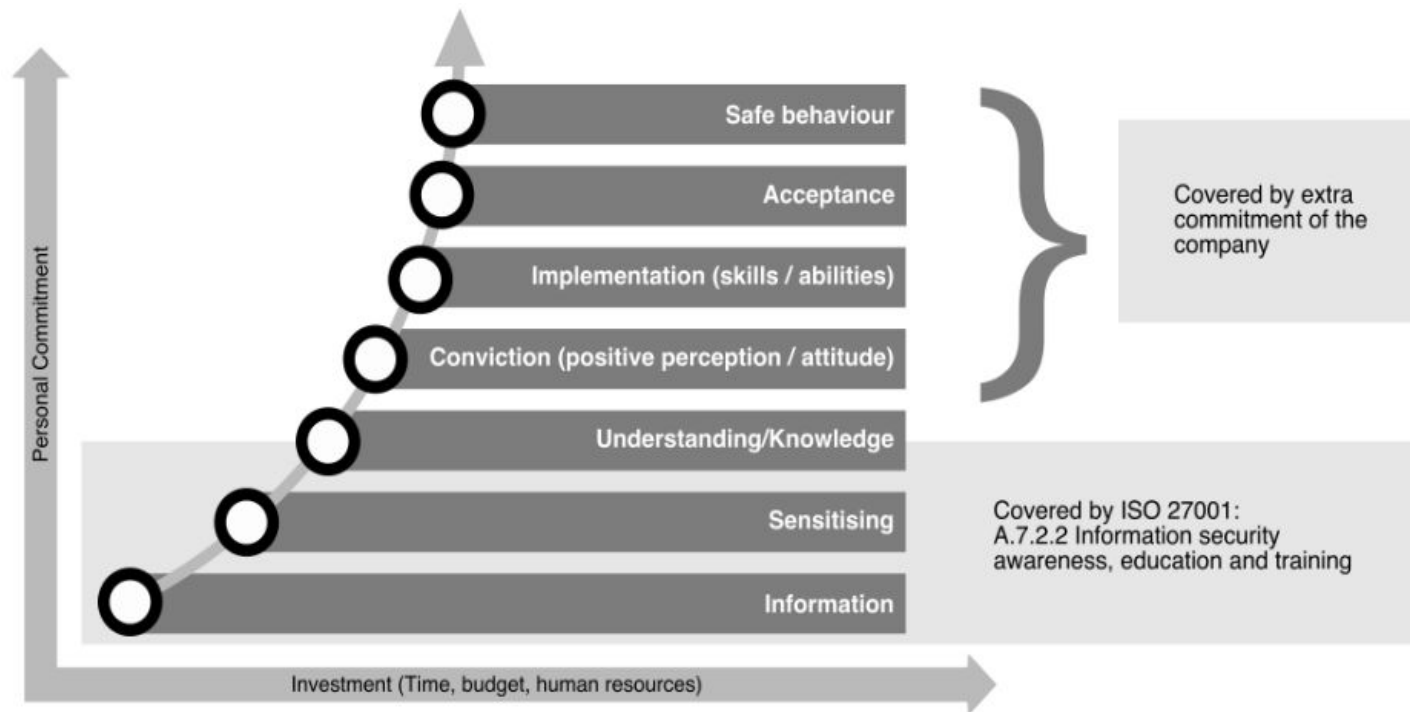 Safe behaviour
Acceptance
Implementation (skills / abilities)
Conviction (positive perception / attitude)
Understanding/Knowledge
Sensitising
Information
Covered by extra
commitment of the
company
Covered by ISO 27001:
A.7.2.2 Information security
awareness, education and training
Personal Commitment
Investment (Time, budget, human resources)